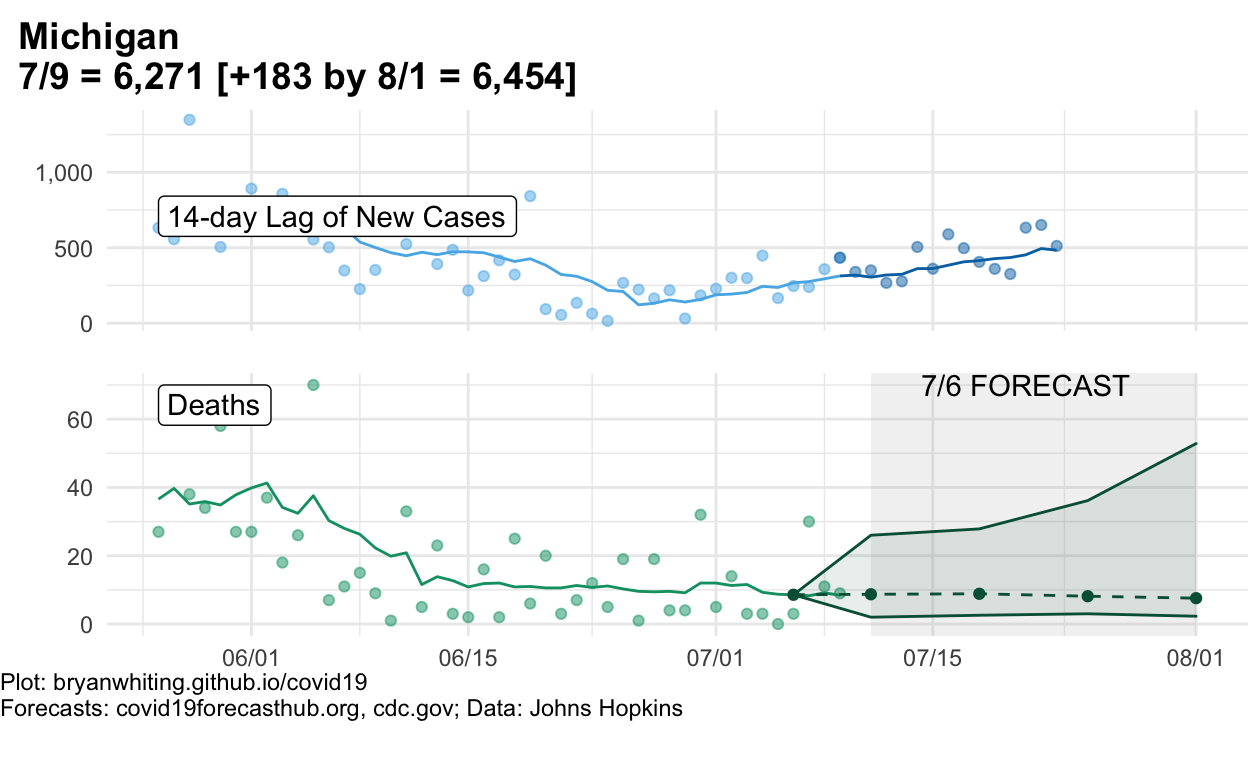 Michigan
7/9 = 6,271 [+183 by 8/1 = 6,454]
1,000
14-day Lag of New Cases
500
0
7/6 FORECAST
Deaths
60
40
20
0
06/01 06/15 07/01 07/15 08/01
Plot: bryanwhiting.github.io/covid19
Forecasts: covid19forecasthub.org, cdc.gov; Data: Johns Hopkins